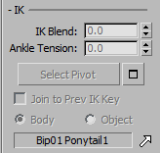 - IK
IK Blend: 0.0
Ankle Tension: 0.0
Select Pivot
Join to Prev IK Key
Body Object
Bip01 Ponytail1